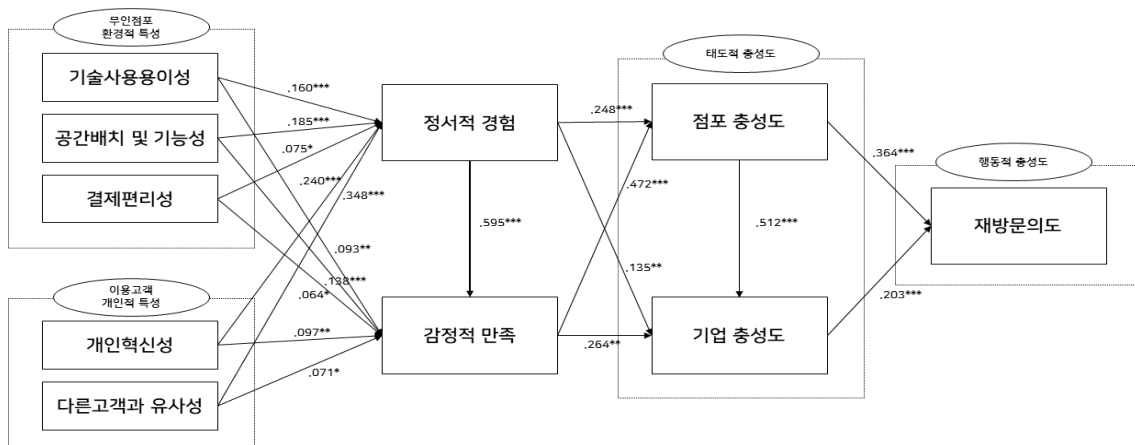 무인점포
환경적 특성
기술사용용이성
공간배치 및 기능성
결제편리성
이용고객
개인적 특성
개인혁신성
다른고객과 유사성
.160***
.185***
.075*
.240***
.348***
.093**
.138***
.064*
.097**
.071*
정서적 경험
.595***
감정적 만족
.248***
.472***
.135**
.264**
태도적 충성도
점포 충성도
.512***
기업 충성도
.364***
.203***
행동적 충성도
재방문의도